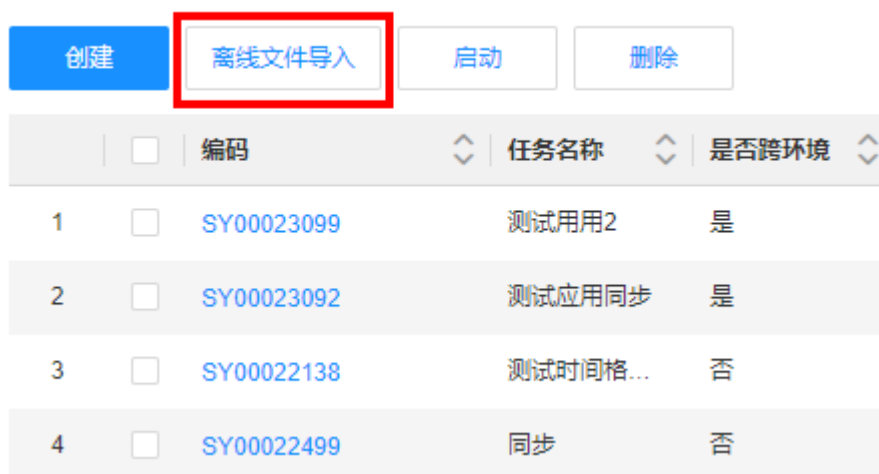 创建 离线文件导入 启动 删除
编码 任务名称 是否跨环境
1 SY00023099 测试用用2 是
2 SY00023092 测试应用同步 是
3 SY00022138 测试时间格... 否
4 SY00022499 同步 否